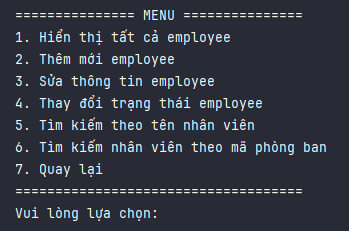 =============== MENU ===============
1. Hiển thị tất cả employee
2. Thêm mới employee
3. Sửa thông tin employee
4. Thay đổi trạng thái employee
5. Tìm kiếm theo tên nhân viên
6. Tìm kiếm nhân viên theo mã phòng ban
7. Quay lại
====================================
Vui lòng lựa chọn: